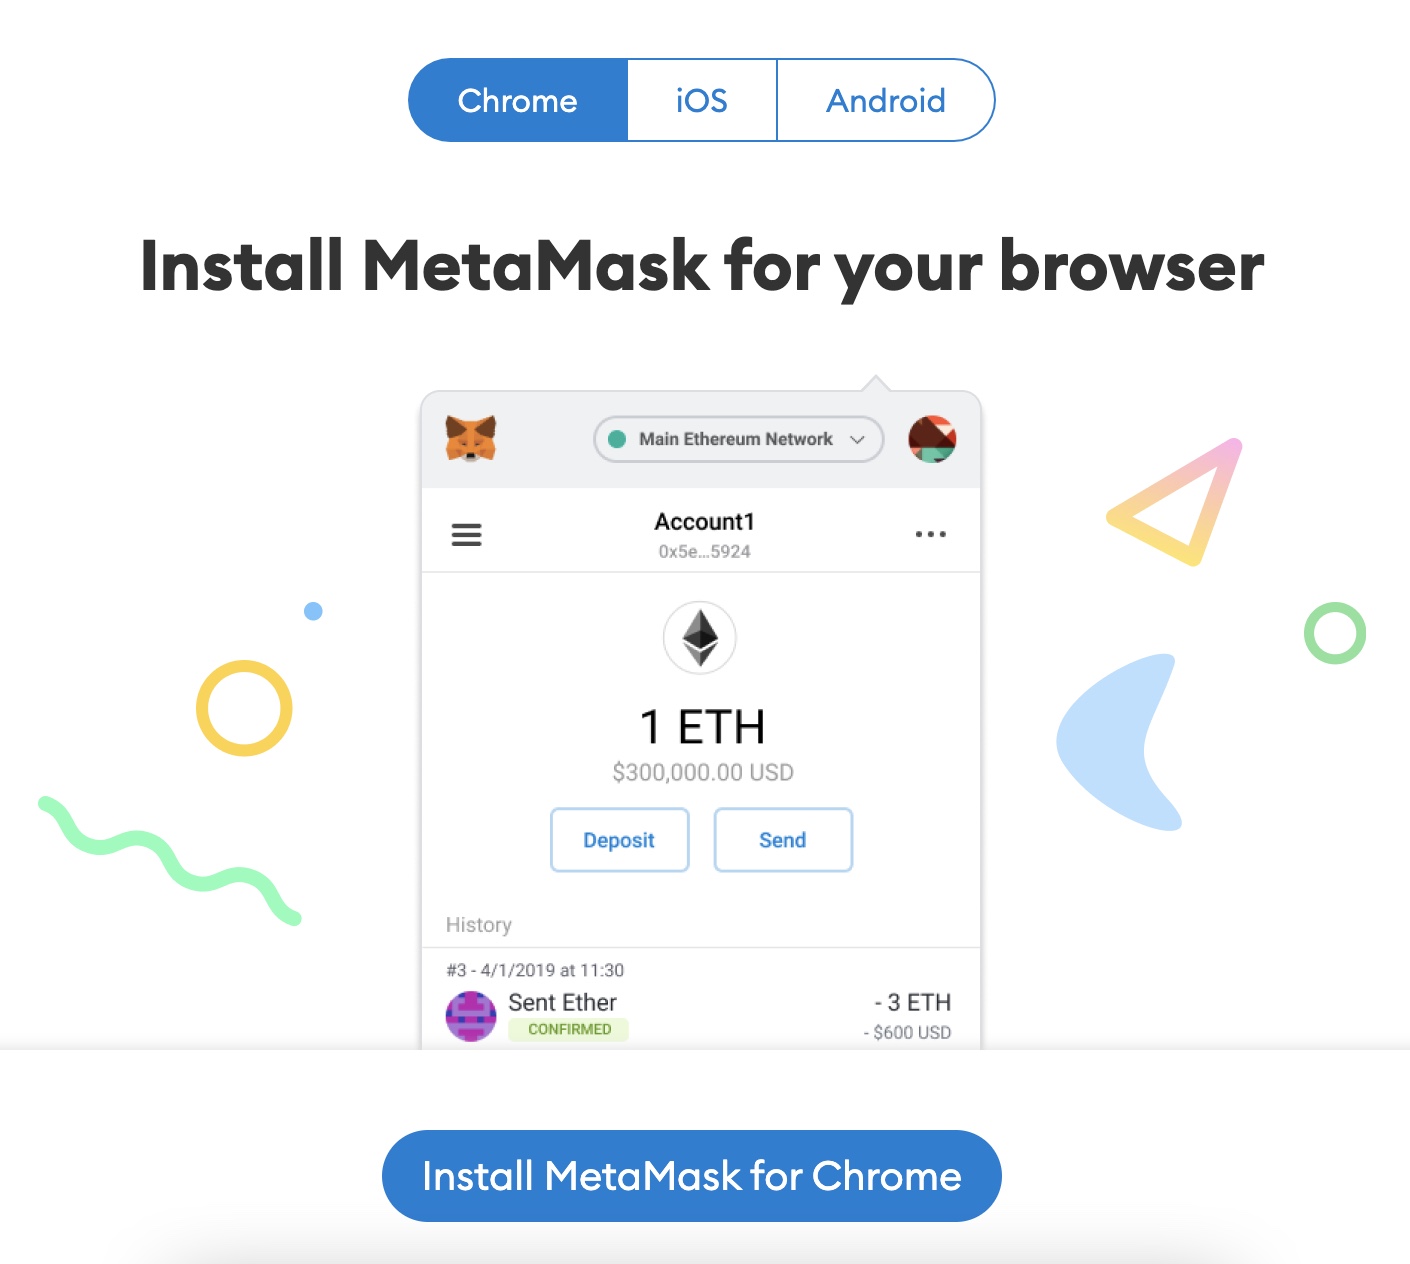 Chrome
iOS
Android
Install MetaMask for your browser
Main Ethereum Network
Account1
0x5e...5924
1 ETH
$300,000.00 USD
Deposit
Send
History
#3 - 4/1/2019 at 11:30
Sent Ether
- 3 ETH
CONFIRMED
- $600 USD
Install MetaMask for Chrome